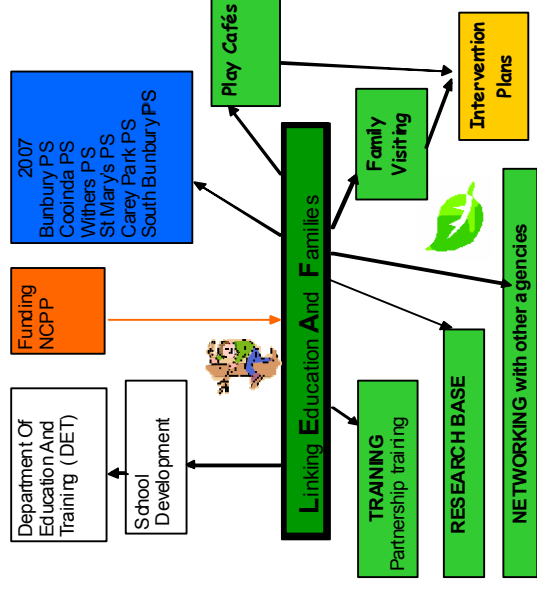 Department Of
Education And
Training ( DET)
School
Development
Funding
NCPP
2007
Bunbury PS
Cooinda PS
Withers PS
St Mary's PS
Carey Park PS
South Bunbury PS
Linking Education And Families
Play Cafés
Family
Visiting
Intervention
Plans
TRAINING
Partnership training
RESEARCH BASE
NETWORKING with other agencies